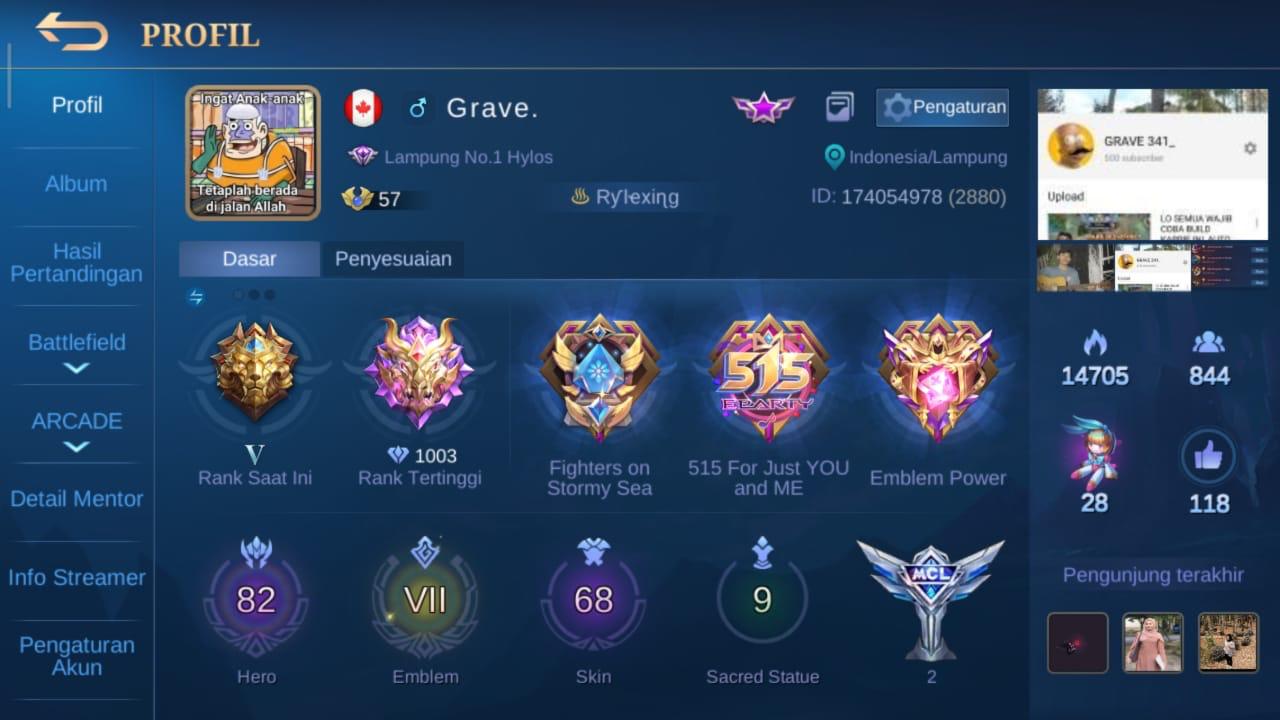 PROFIL
Profil
Album
Hasil
Pertandingan
Battlefield
ARCADE
Detail Mentor
Info Streamer
Pengaturan
Akun
Ingat Anak-anak
Tetaplah berada
di jalan Allah
Grave.
Pengaturan
Lampung No.1 Hylos
Indonesia/Lampung
57
Ry'lexiņg
ID: 174054978 (2880)
Dasar
Penyesuaian
V
Rank Saat Ini
1003
Rank Tertinggi
Fighters on
Stormy Sea
515
EPARTY
515 For Just YOU
and ME
Emblem Power
82
Hero
VII
Emblem
68
Skin
9
Sacred Statue
MCL
2
GRAVE 341_
500 subscriber
Upload
LO SEMUA WAJIB
COBA BUILD
14705
844
28
118
Pengunjung terakhir